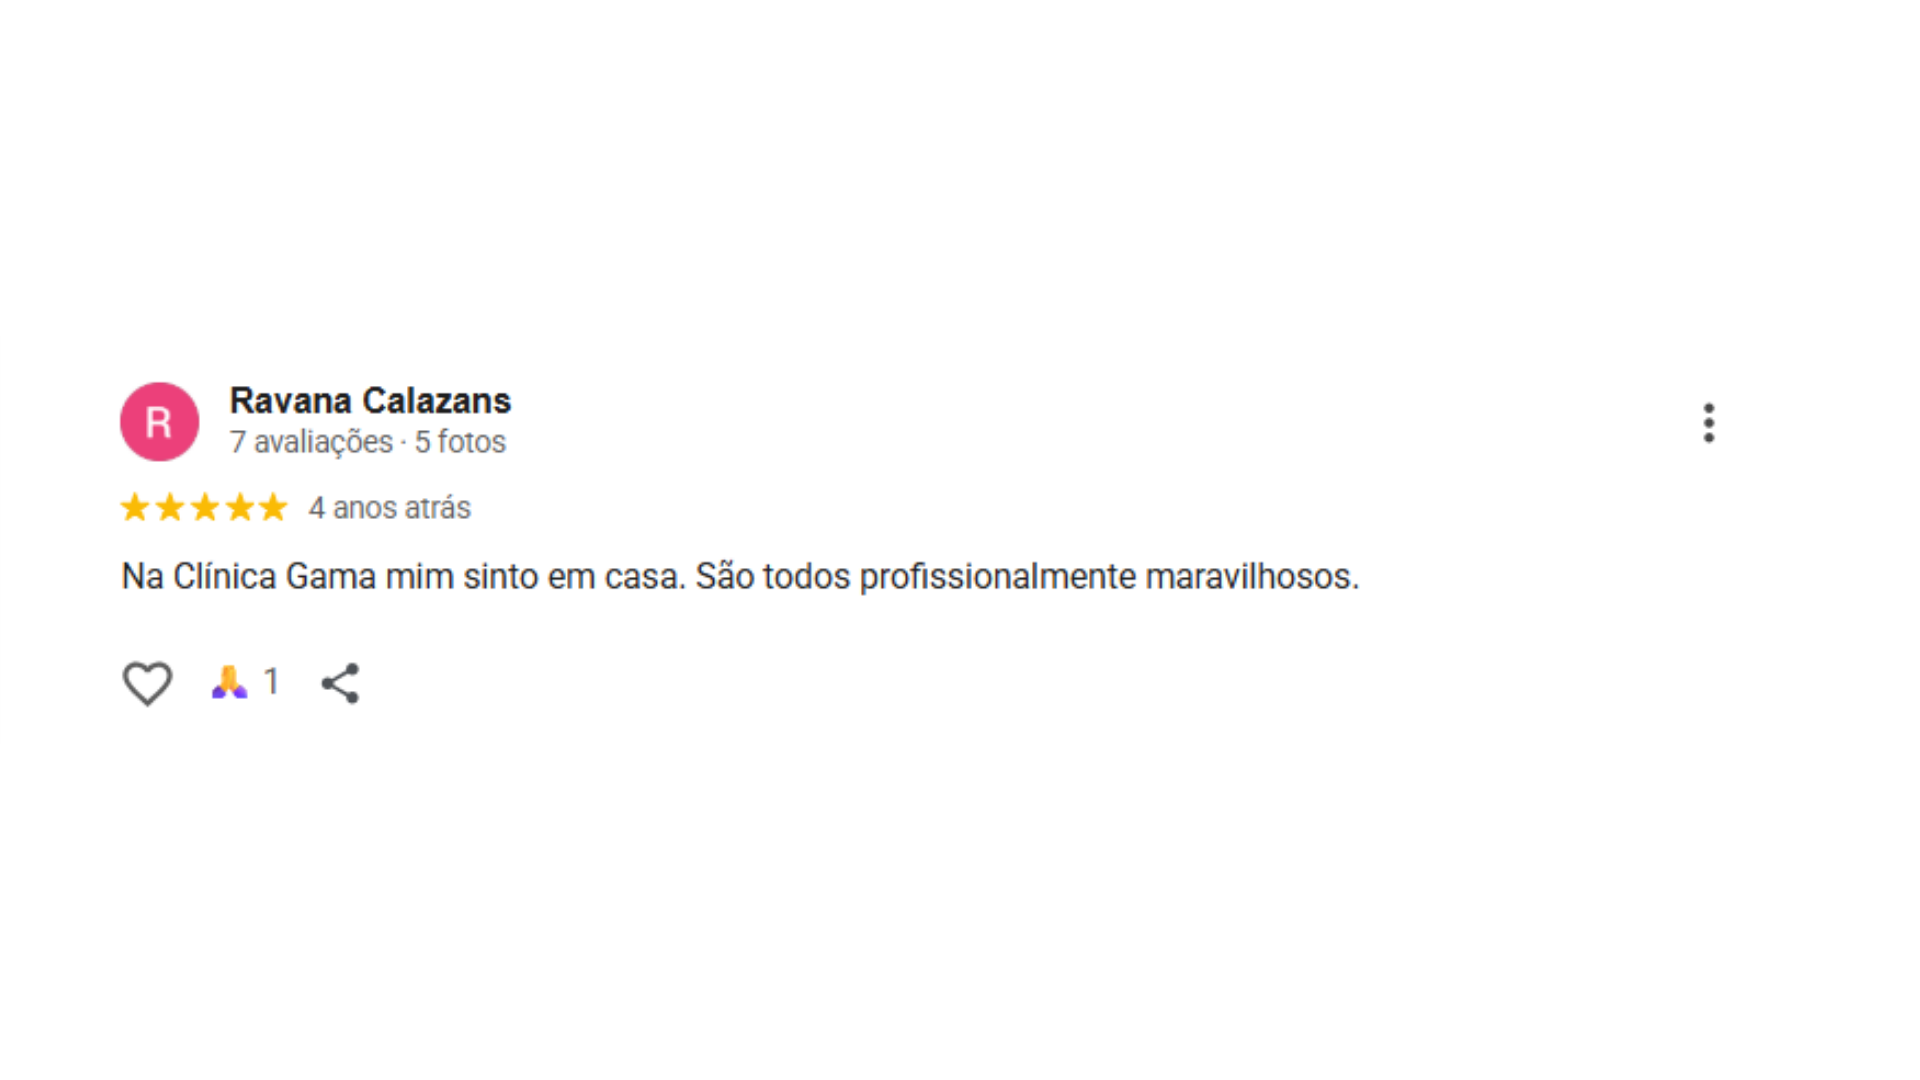 R
Ravana Calazans
7 avaliações · 5 fotos
4 anos atrás
Na Clínica Gama mim sinto em casa. São todos profissionalmente maravilhosos.
1